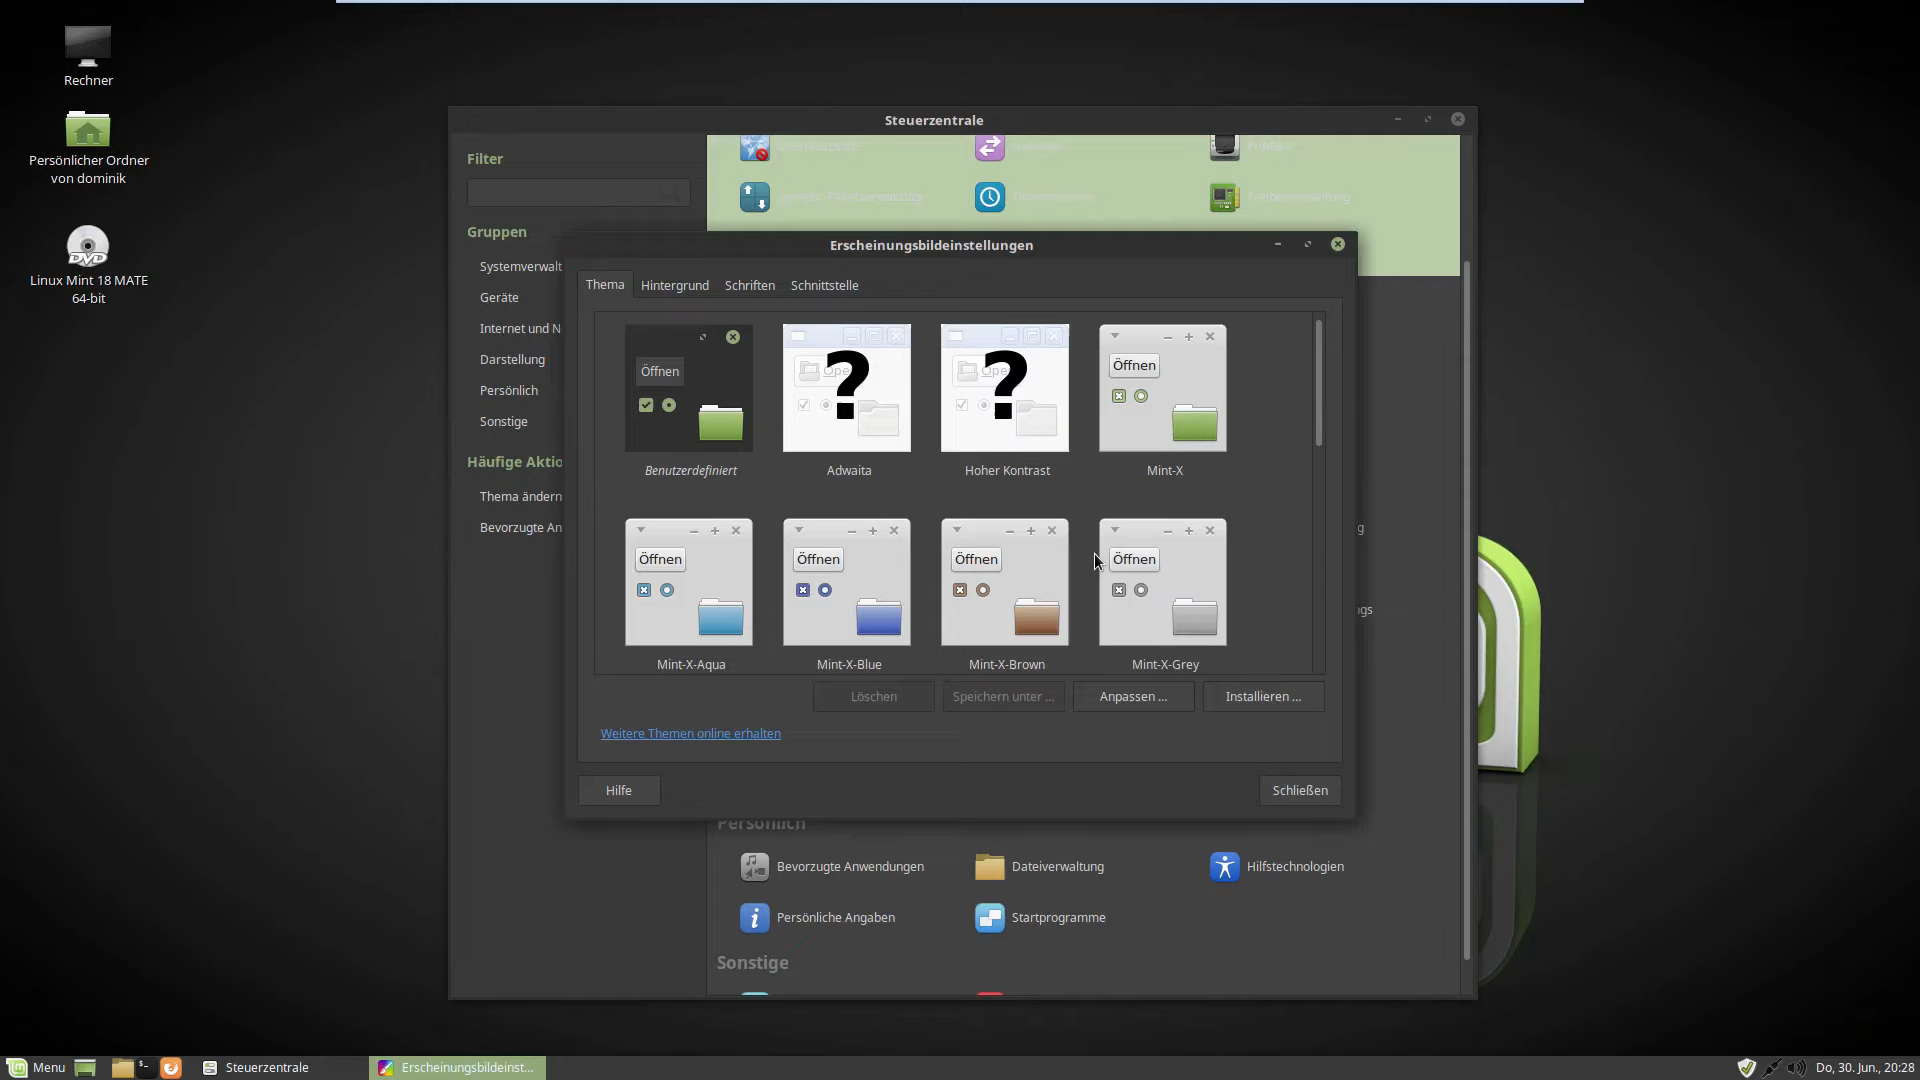 Rechner
Persönlicher Ordner
von dominik
Linux Mint 18 MATE
64-bit
Steuerzentrale
Filter
Gruppen
Systemverwalt
Geräte
Internet und N
Darstellung
Persönlich
Sonstige
Häufige Aktio
Thema ändern
Bevorzugte An
Erscheinungsbildeinstellungen
Thema Hintergrund Schriften Schnittstelle
Öffnen Öffnen
Benutzerdefiniert Adwaita Hoher Kontrast Mint-X
Öffnen Öffnen Öffnen Öffnen
Mint-X-Aqua Mint-X-Blue Mint-X-Brown Mint-X-Grey
Löschen Speichern unter ... Anpassen ... Installieren ...
Weitere Themen online erhalten
Hilfe Schließen
Persönlich
Bevorzugte Anwendungen Dateiverwaltung Hilfstechnologien
Persönliche Angaben Startprogramme
Sonstige
Menu Steuerzentrale Erscheinungsbildeinst... Do, 30. Jun., 20:28